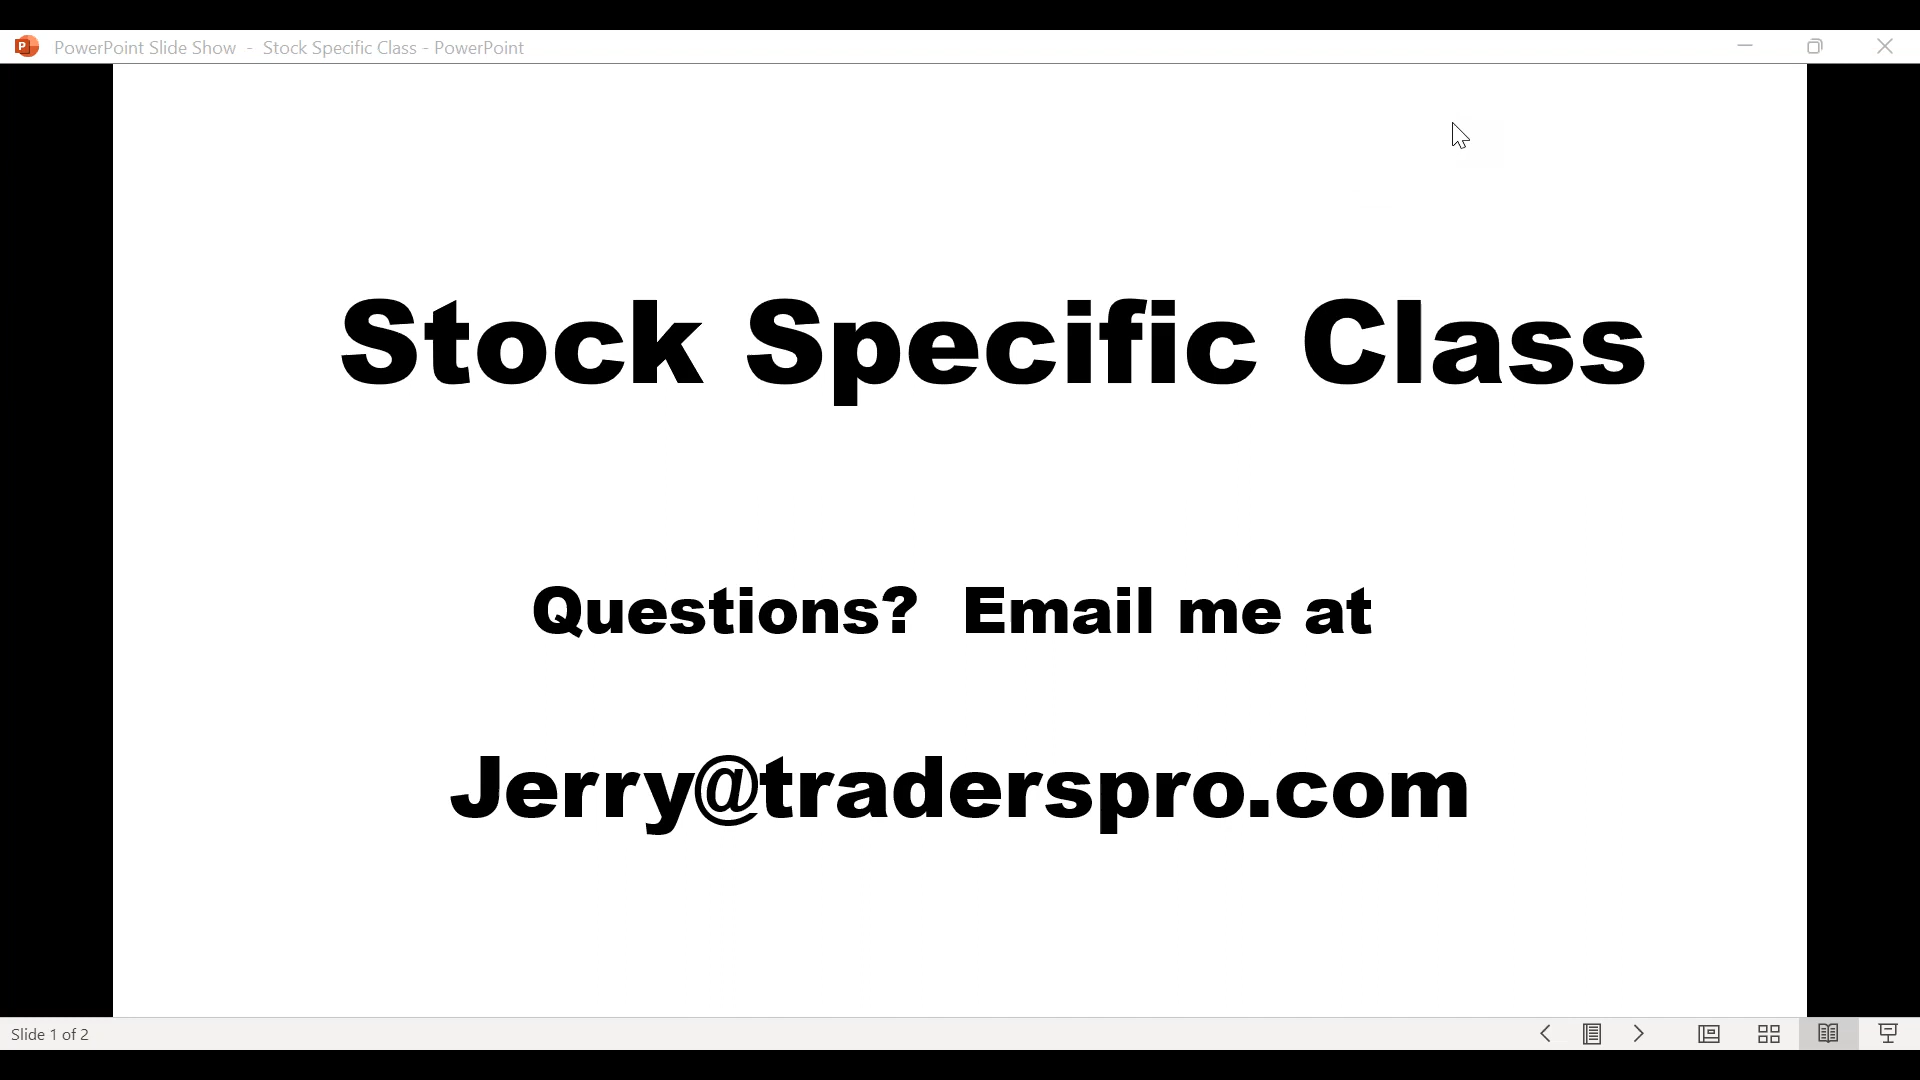 PowerPoint Slide Show - Stock Specific Class - PowerPoint
Stock Specific Class
Questions? Email me at
Jerry@traderspro.com
Slide 1 of 2